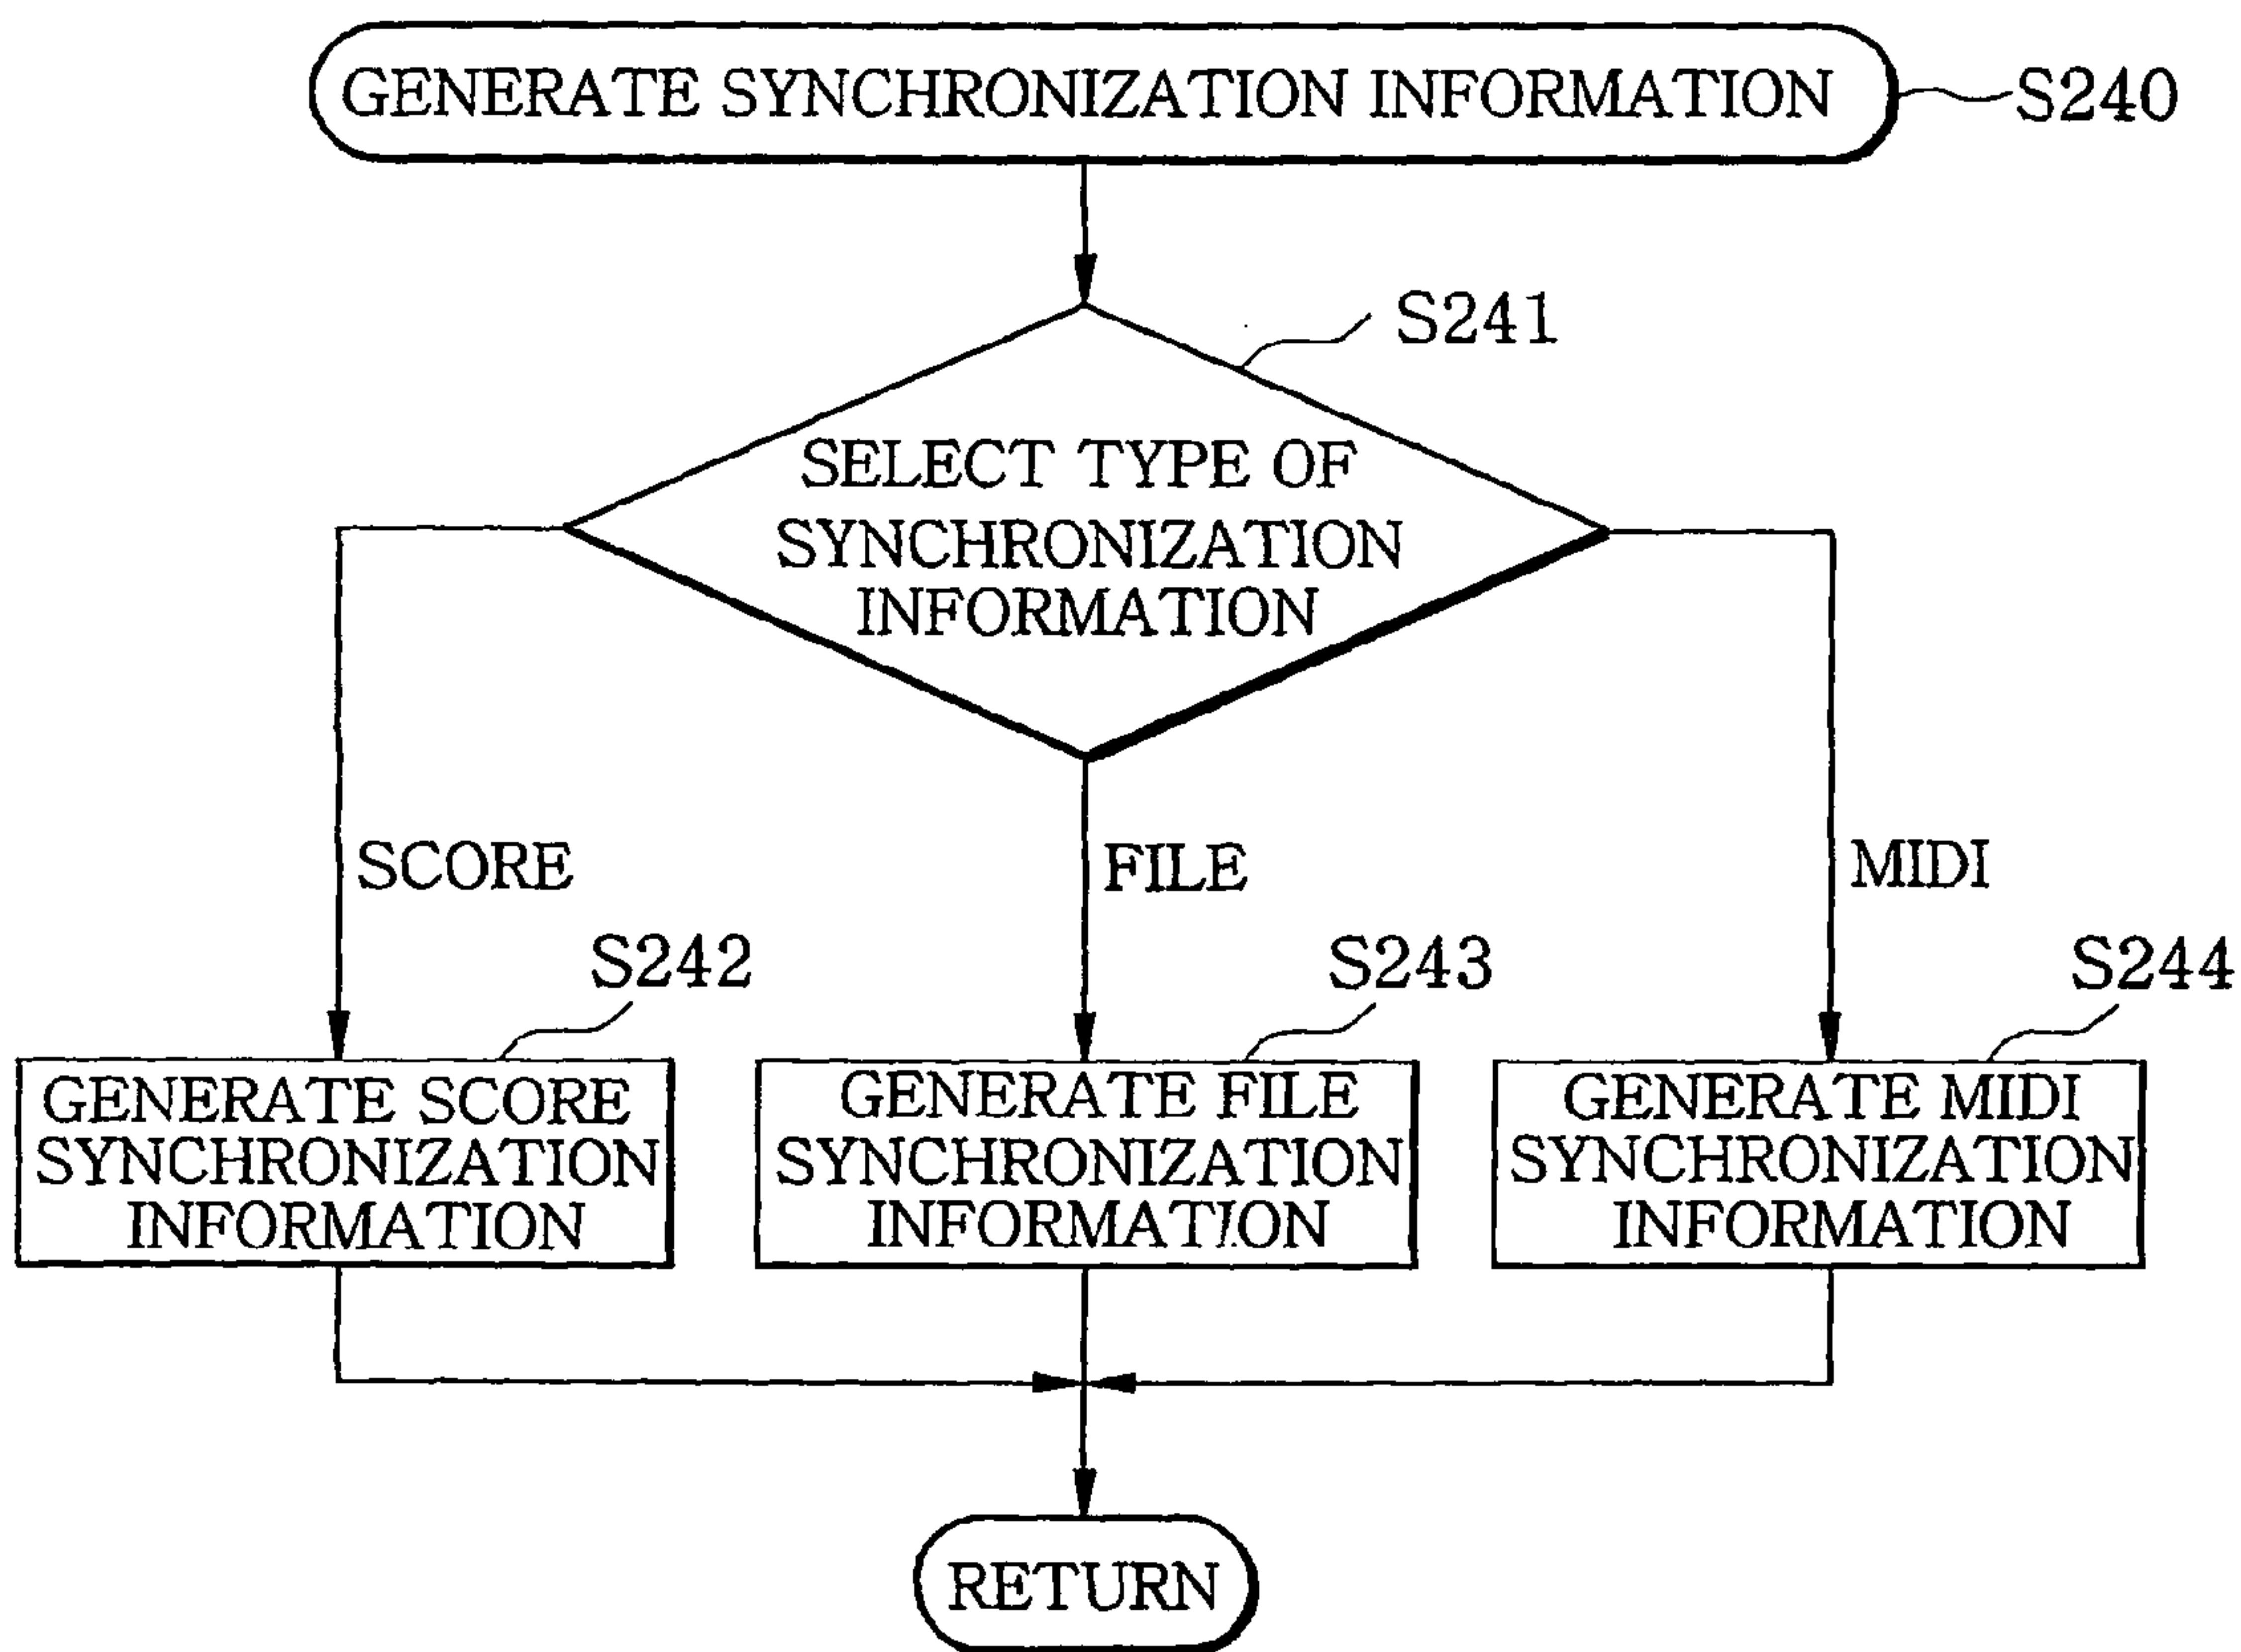 GENERATE SYNCHRONIZATION INFORMATION
S240
S241
SELECT TYPE OF
SYNCHRONIZATION
INFORMATION
SCORE
FILE
MIDI
S242
S243
S244
GENERATE SCORE
SYNCHRONIZATION
INFORMATION
GENERATE FILE
SYNCHRONIZATION
INFORMATION
GENERATE MIDI
SYNCHRONIZATION
INFORMATION
RETURN